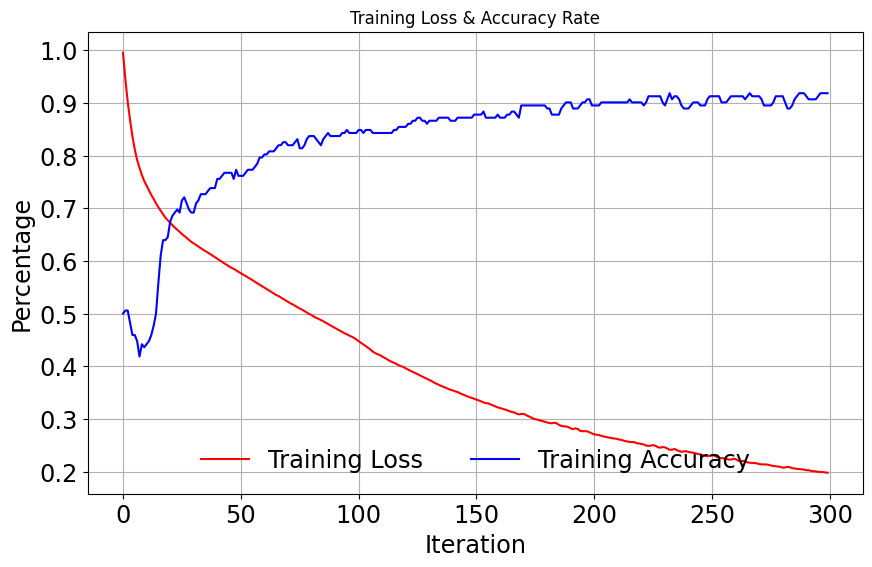 Training Loss & Accuracy Rate
Percentage
1.0
0.9
0.8
0.7
0.6
0.5
0.4
0.3
0.2
Training Loss Training Accuracy
0 50 100 150 200 250 300
Iteration